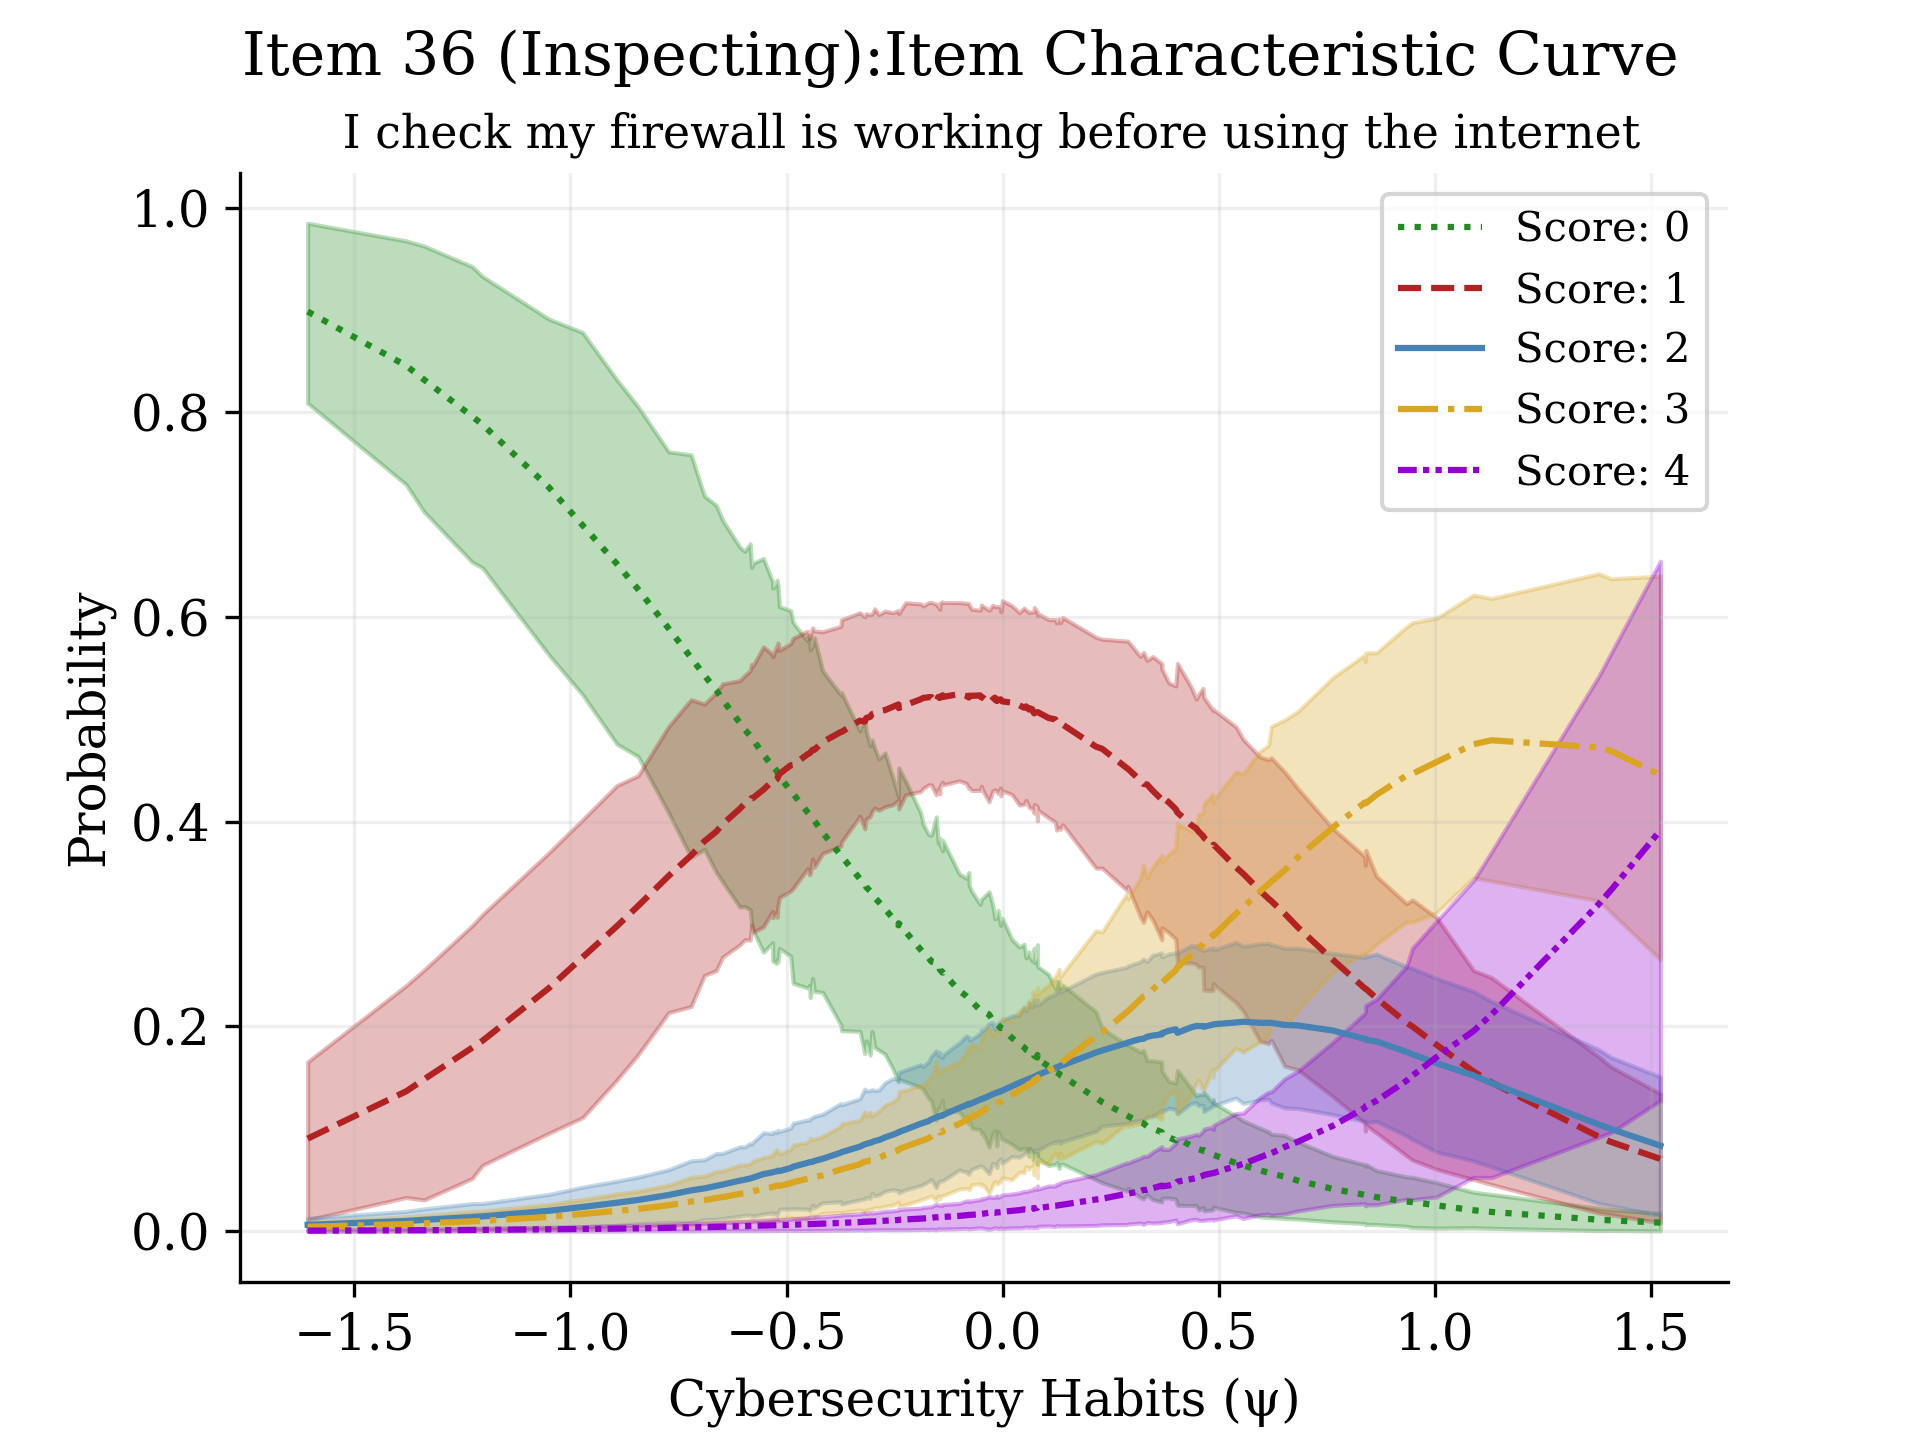 Item 36 (Inspecting):Item Characteristic Curve
I check my firewall is working before using the internet
Score: 0
Score: 1
Score: 2
Score: 3
Score: 4
Probability
1.0
0.8
0.6
0.4
0.2
0.0
−1.5 −1.0 −0.5 0.0 0.5 1.0 1.5
Cybersecurity Habits (ψ)